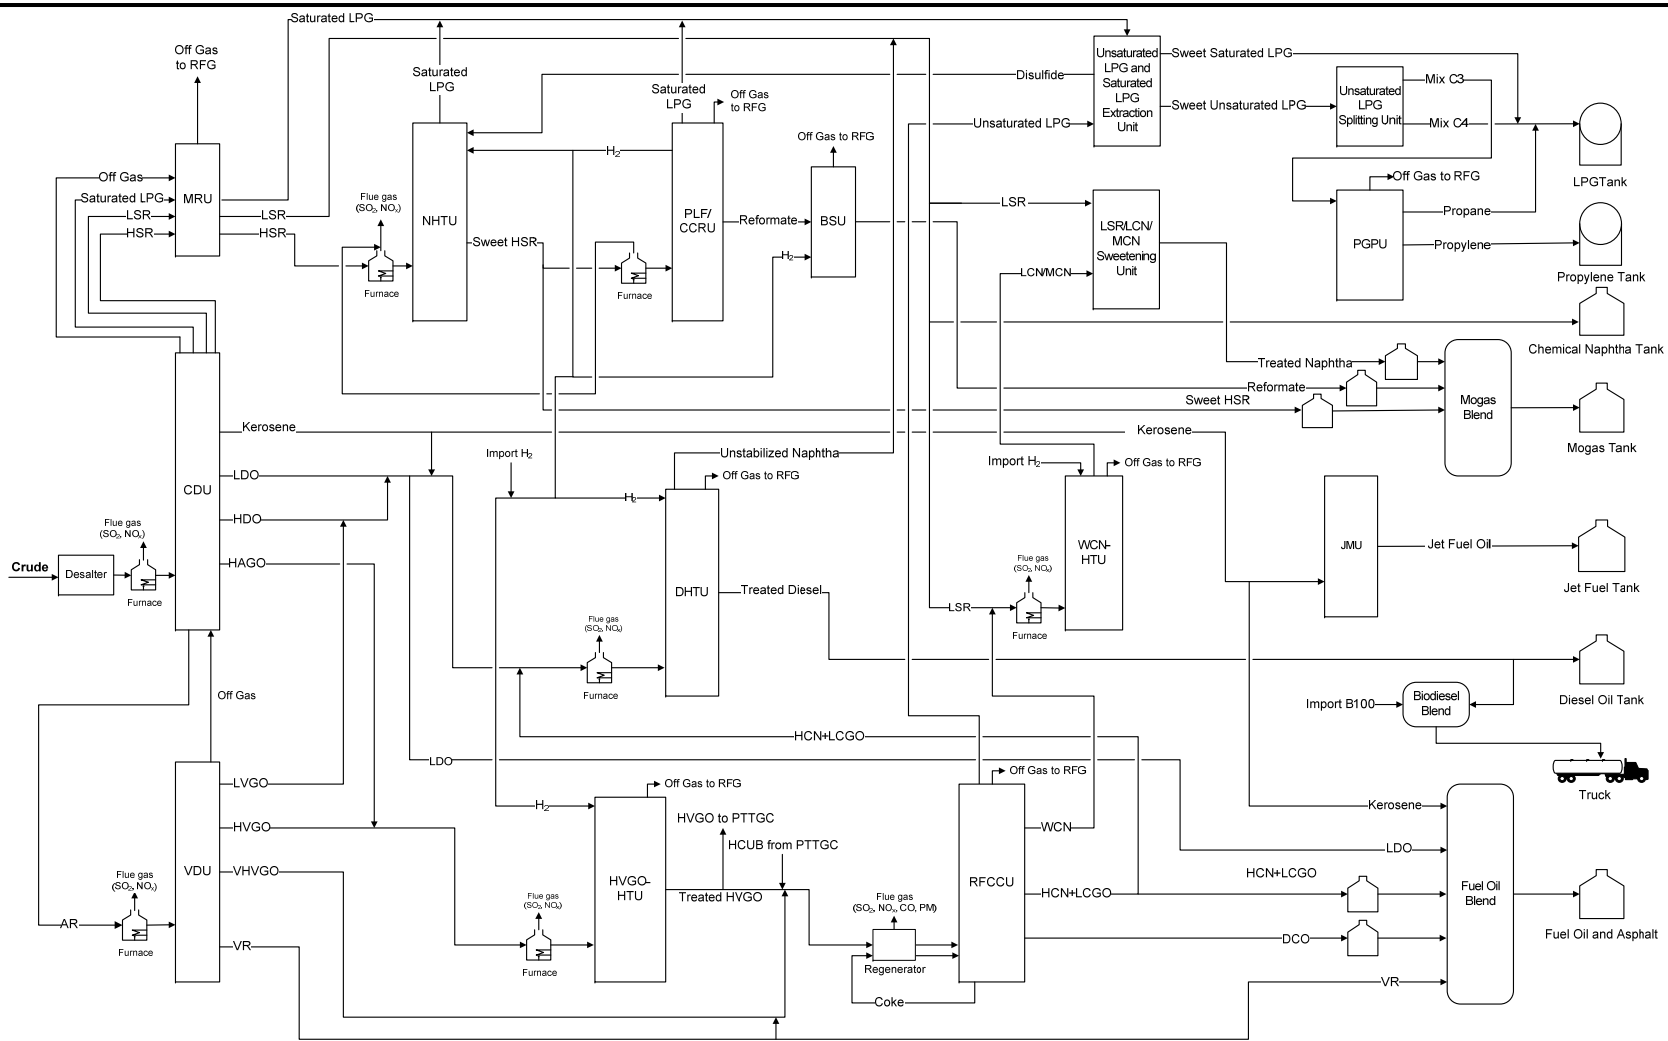 Saturated LPG
Off Gas
to RFG
Saturated
LPG
Saturated
LPG
Off Gas
to RFG
Disulfide
Unsaturated
LPG and
Saturated
LPG
Extraction
Unit
Sweet Saturated LPG
Sweet Unsaturated LPG
Unsaturated
LPG
Splitting Unit
Mix C3
Mix C4
LPGTank
Unsaturated LPG
Off Gas to RFG
H2
Off Gas
Saturated LPG
LSR
HSR
MRU
LSR
HSR
Flue gas
(SO2, NOx)
Furnace
NHTU
Sweet HSR
Furnace
PLF/
CCRU
Reformate
H2
BSU
LSR
LCN/MCN
LSR/LCN/
MCN
Sweetening
Unit
Off Gas to RFG
Propane
PGPU
Propylene
Propylene Tank
Chemical Naphtha Tank
Treated Naphtha
Reformate
Sweet HSR
Mogas
Blend
Mogas Tank
Kerosene
Kerosene
LDO
HDO
HAGO
CDU
Crude
Desalter
Flue gas
(SO2, NOx)
Furnace
Import H2
H2
Unstabilized Naphtha
Off Gas to RFG
DHTU
Treated Diesel
Flue gas
(SO2, NOx)
Furnace
Import H2
Off Gas to RFG
WCN-
HTU
Flue gas
(SO2, NOx)
LSR
Furnace
JMU
Jet Fuel Oil
Jet Fuel Tank
Off Gas
Import B100
Biodiesel
Blend
Diesel Oil Tank
Truck
HCN+LCGO
LDO
LVGO
HVGO
VHVGO
VR
VDU
AR
Flue gas
(SO2, NOx)
Furnace
H2
Off Gas to RFG
HVGO-
HTU
Flue gas
(SO2, NOx)
Furnace
HVGO to PTTGC
HCUB from PTTGC
Treated HVGO
Flue gas
(SO2, NOx, CO, PM)
Regenerator
Coke
Off Gas to RFG
RFCCU
WCN
HCN+LCGO
DCO
Kerosene
LDO
HCN+LCGO
VR
Fuel Oil
Blend
Fuel Oil and Asphalt